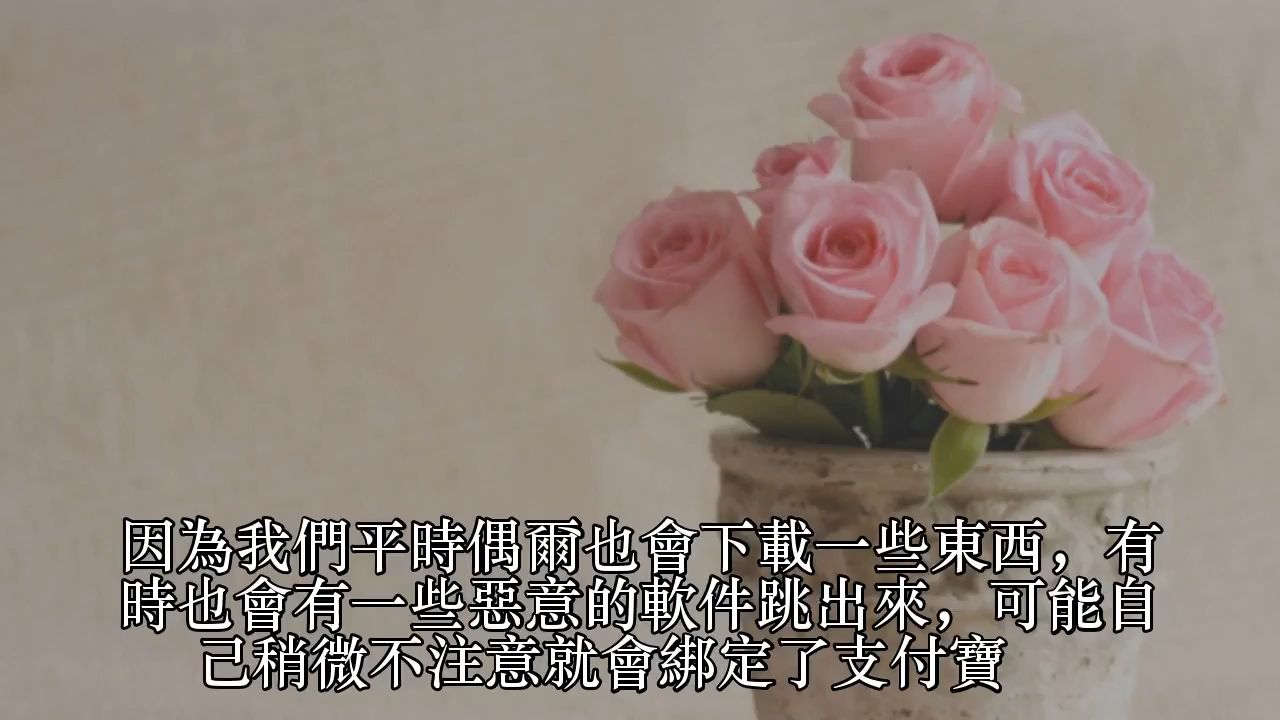 因為我們平時偶爾也會下載一些東西，有
時也會有一些惡意的軟件跳出來，可能自
己稍微不注意就會綁定了支付寶